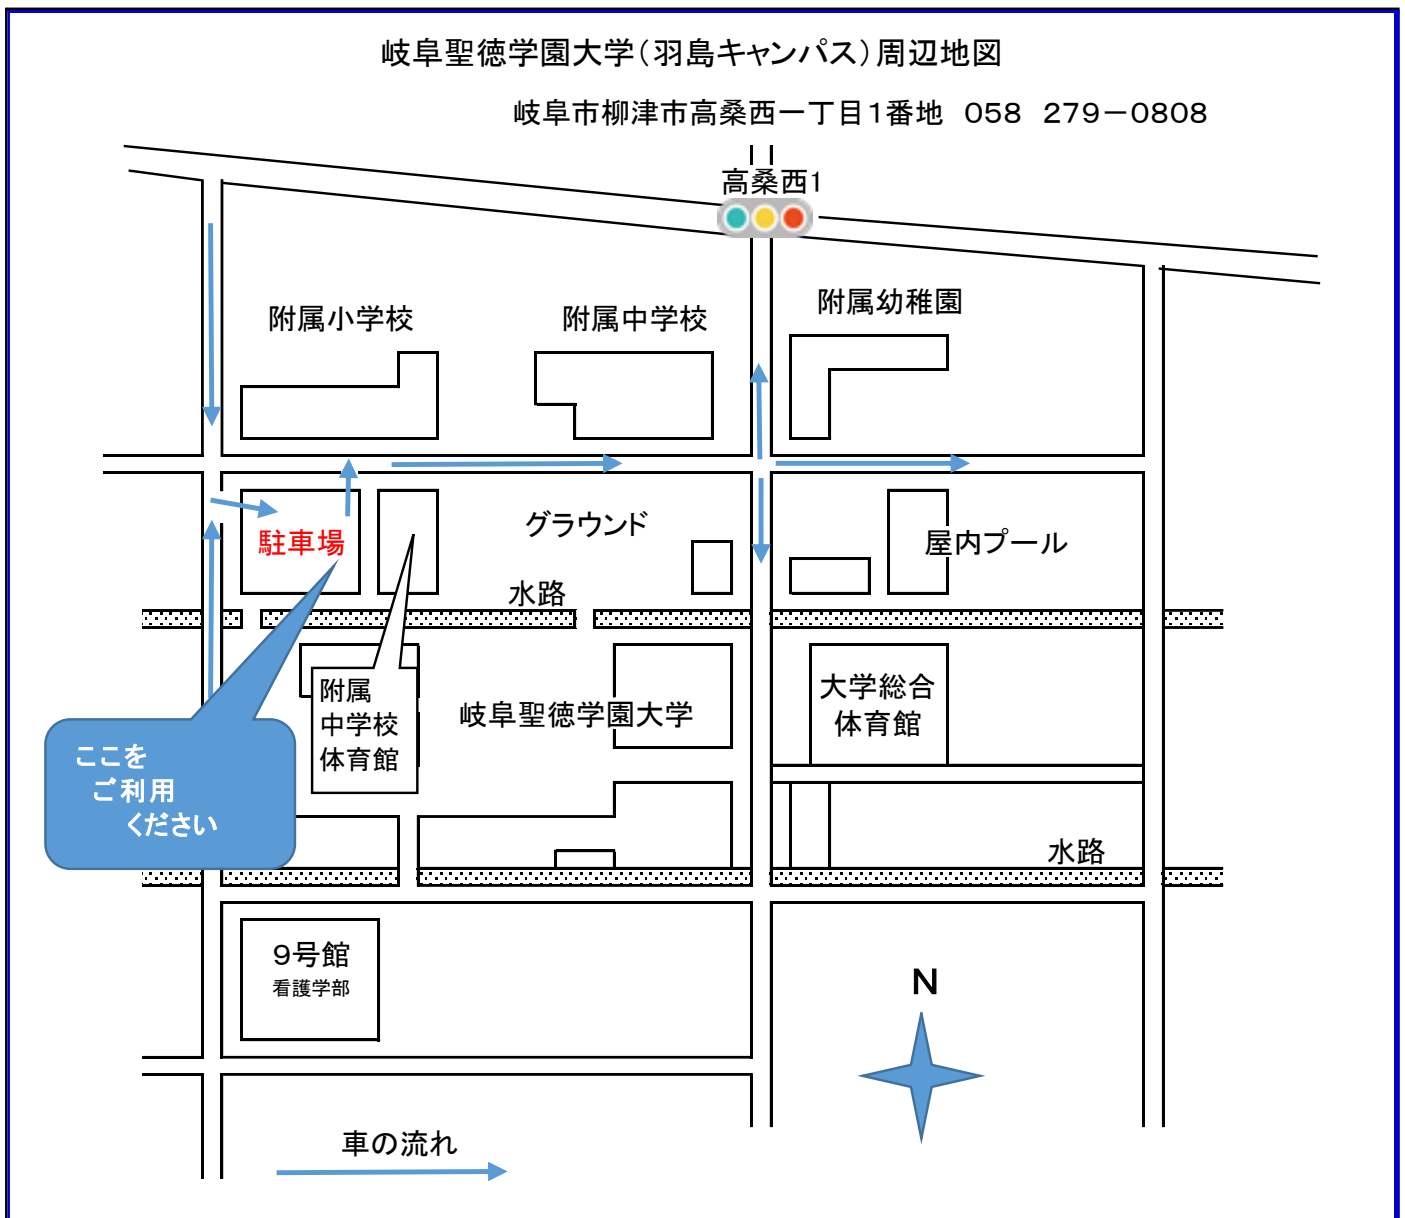 岐阜聖徳学園大学（羽島キャンパス）周辺地図
岐阜市柳津市高桑西一丁目１番地　058　279－0808
高桑西1
附属小学校
附属中学校
附属幼稚園
駐車場
グラウンド
屋内プール
水路
附属
中学校
体育館
岐阜聖徳学園大学
大学総合
体育館
ここを
ご利用
ください
水路
９号館
看護学部
N
車の流れ